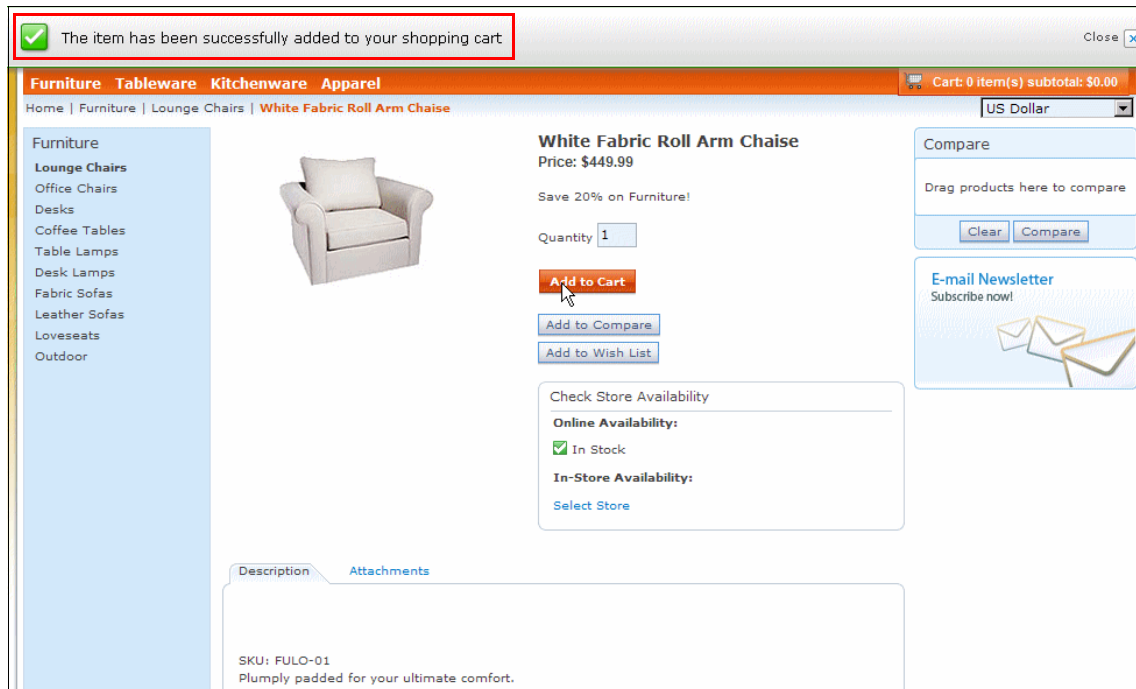 The item has been successfully added to your shopping cart
Close
Furniture Tableware Kitchenware Apparel
Cart: 0 item(s) subtotal: $0.00
Home | Furniture | Lounge Chairs | White Fabric Roll Arm Chaise
US Dollar
Furniture
Lounge Chairs
Office Chairs
Desks
Coffee Tables
Table Lamps
Desk Lamps
Fabric Sofas
Leather Sofas
Loveseats
Outdoor
White Fabric Roll Arm Chaise
Price: $449.99
Save 20% on Furniture!
Quantity 1
Add to Cart
Add to Compare
Add to Wish List
Check Store Availability
Online Availability:
In Stock
In-Store Availability:
Select Store
Compare
Drag products here to compare
Clear Compare
E-mail Newsletter
Subscribe now!
Description Attachments
SKU: FULO-01
Plumply padded for your ultimate comfort.